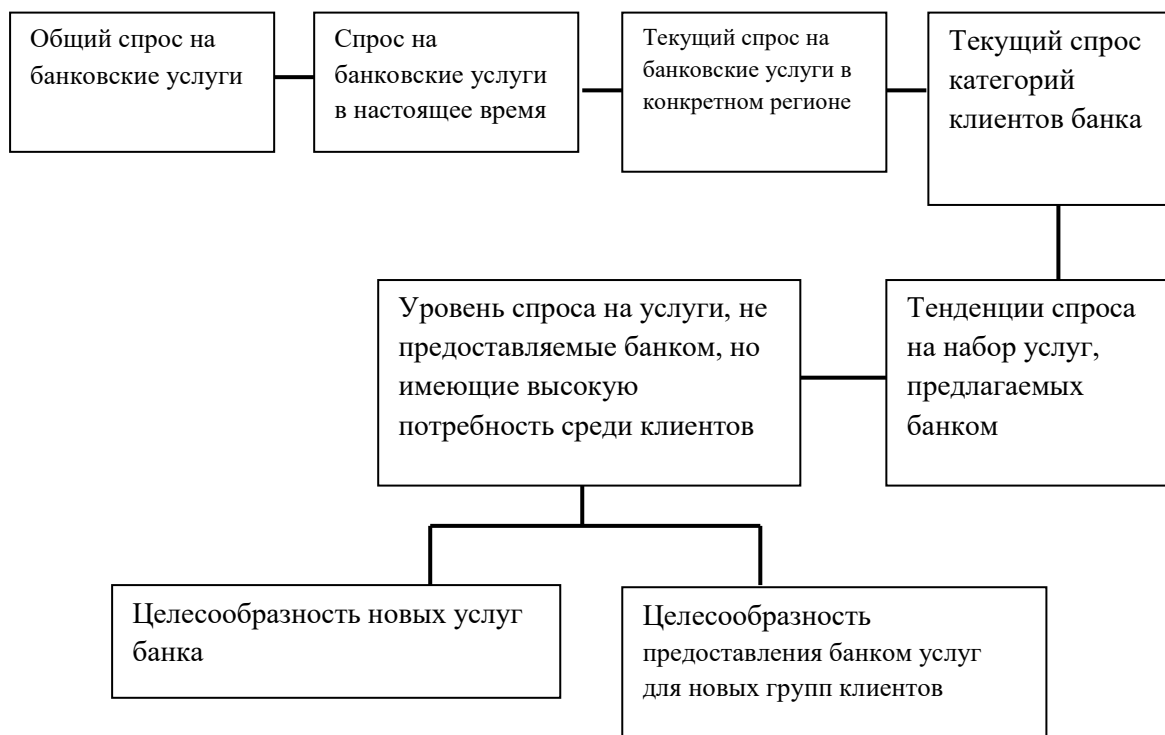 Общий спрос на
банковские услуги
Спрос на
банковские услуги
в настоящее время
Текущий спрос на
банковские услуги в
конкретном регионе
Текущий спрос
категорий
клиентов банка
Уровень спроса на услуги, не
предоставляемые банком, но
имеющие высокую
потребность среди клиентов
Тенденции спроса
на набор услуг,
предлагаемых
банком
Целесообразность новых услуг
банка
Целесообразность
предоставления банком услуг
для новых групп клиентов